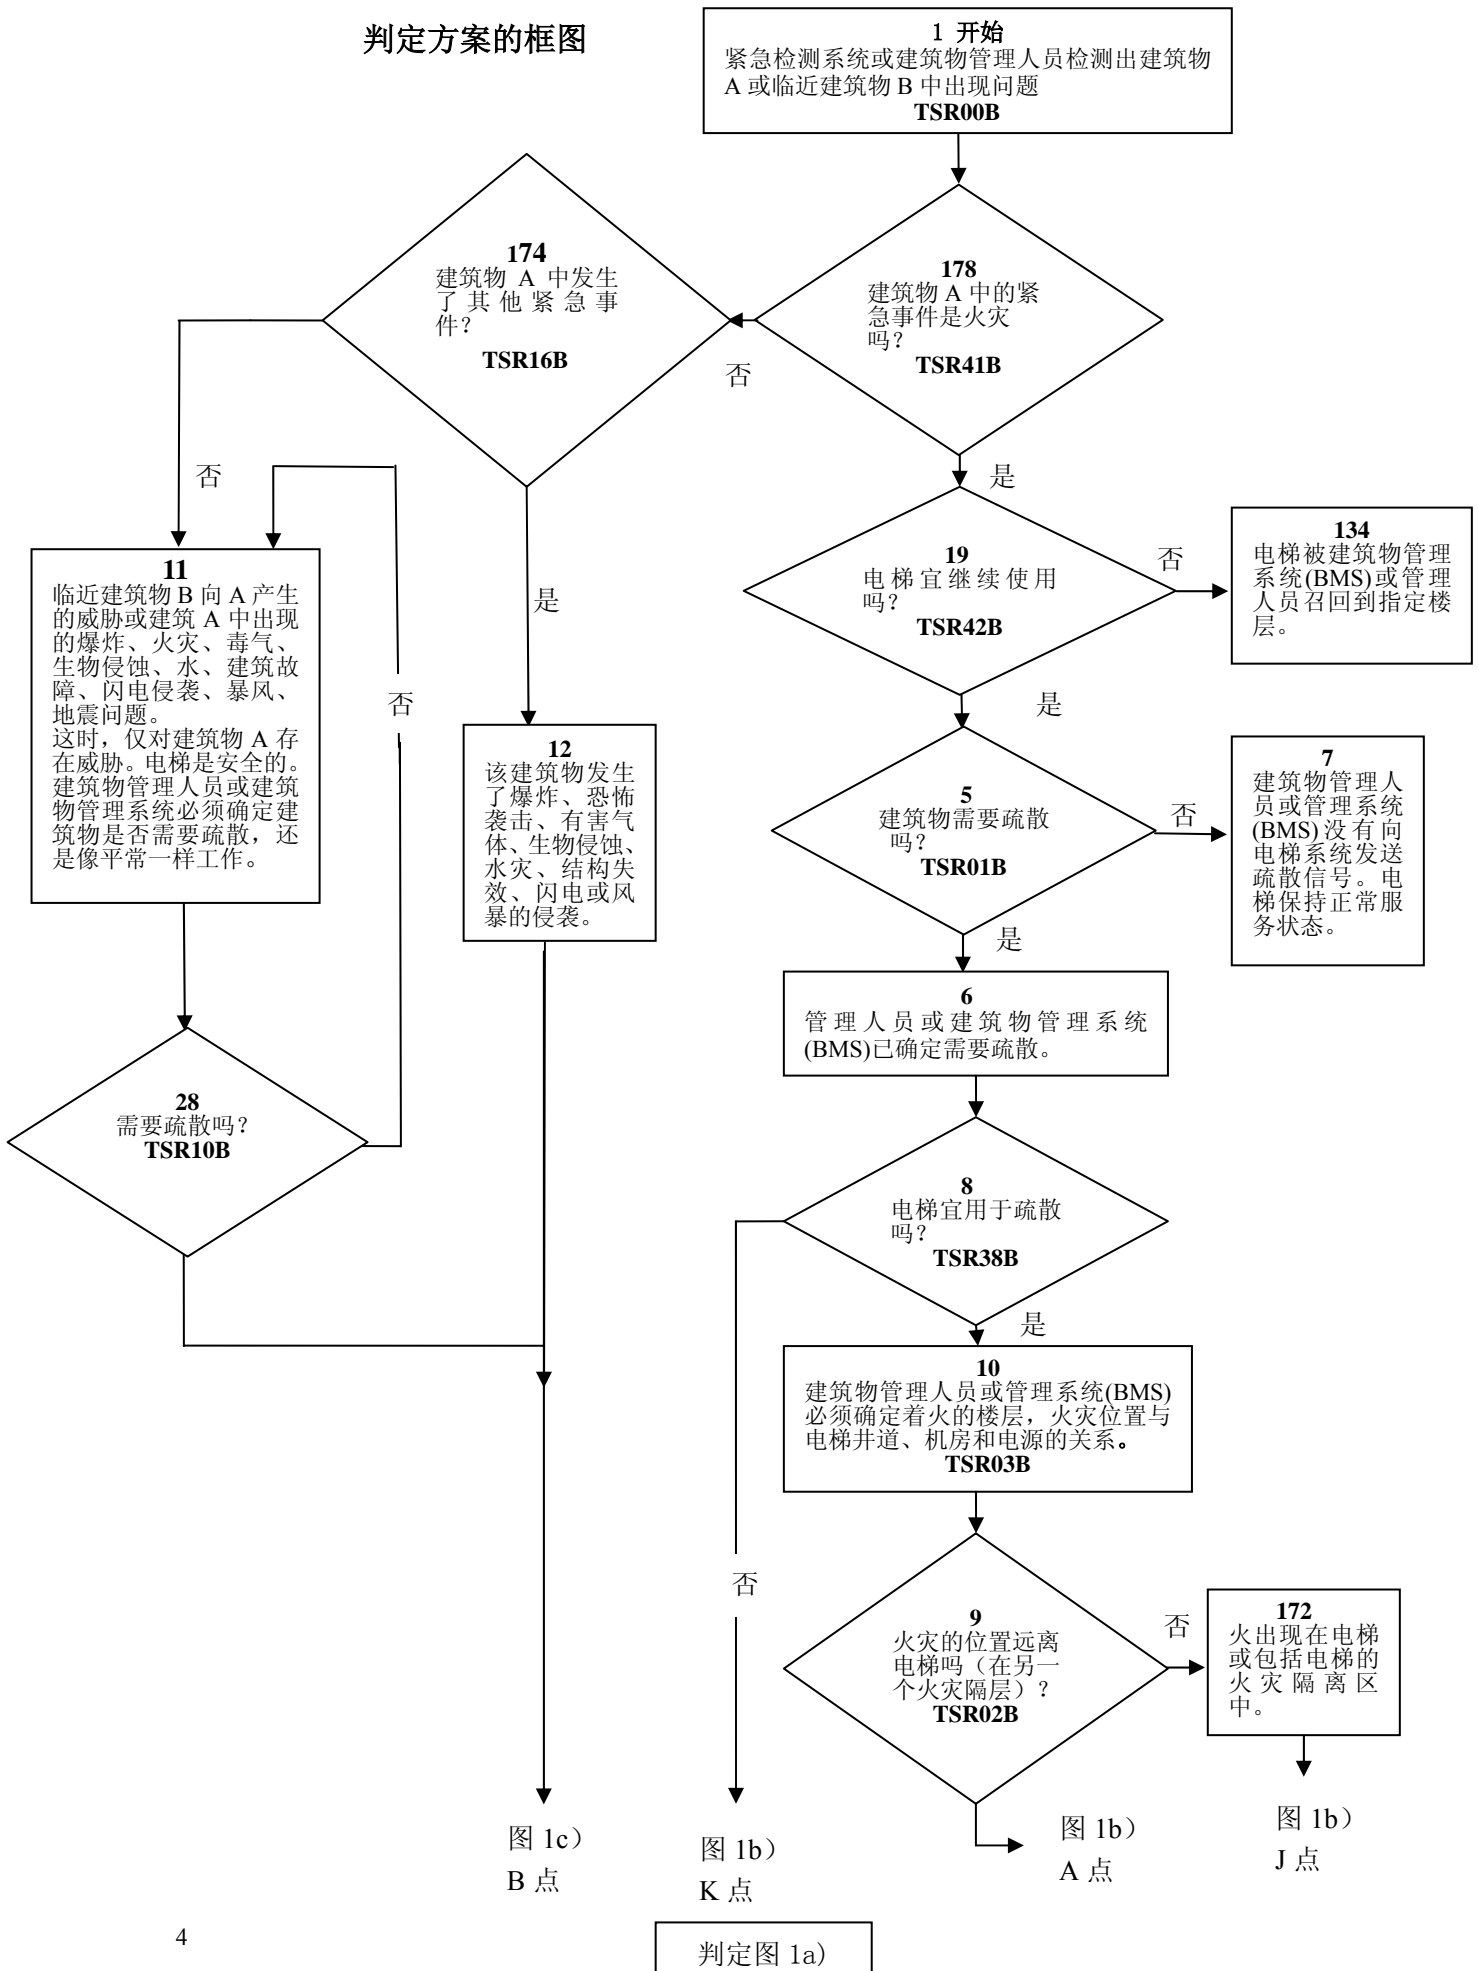 判定方案的框图
1 开始
紧急检测系统或建筑物管理人员检测出建筑物
A 或临近建筑物 B 中出现问题
TSR00B
174
建筑物 A 中发生
了其他紧急事
件？
TSR16B
178
建筑物 A 中的紧
急事件是火灾
吗？
TSR41B
否
否
是
是
19
电梯宜继续使用
吗？
TSR42B
否
134
电梯被建筑物管理
系统(BMS)或管理
人员召回到指定楼
层。
11
临近建筑物 B 向 A 产生
的威胁或建筑 A 中出现
的爆炸、火灾、毒气、
生物侵蚀、水、建筑故
障、闪电侵袭、暴风、
地震问题。
这时，仅对建筑物 A 存
在威胁。电梯是安全的。
建筑物管理人员或建筑
物管理系统必须确定建
筑物是否需要疏散，还
是像平常一样工作。
否
12
该建筑物发生
了爆炸、恐怖
袭击、有害气
体、生物侵蚀、
水灾、结构失
效、闪电或风
暴的侵袭。
是
5
建筑物需要疏散
吗？
TSR01B
否
7
建筑物管理人
员或管理系统
(BMS)没有向
电梯系统发送
疏散信号。电
梯保持正常服
务状态。
是
6
管理人员或建筑物管理系统
(BMS)已确定需要疏散。
28
需要疏散吗？
TSR10B
8
电梯宜用于疏散
吗？
TSR38B
是
10
建筑物管理人员或管理系统(BMS)
必须确定着火的楼层，火灾位置与
电梯井道、机房和电源的关系。
TSR03B
否
9
火灾的位置远离
电梯吗（在另一
个火灾隔层）？
TSR02B
否
172
火出现在电梯
或包括电梯的
火灾隔离区
中。
图 1c）
B 点
图 1b）
K 点
图 1b）
A 点
图 1b）
J 点
4
判定图 1a)